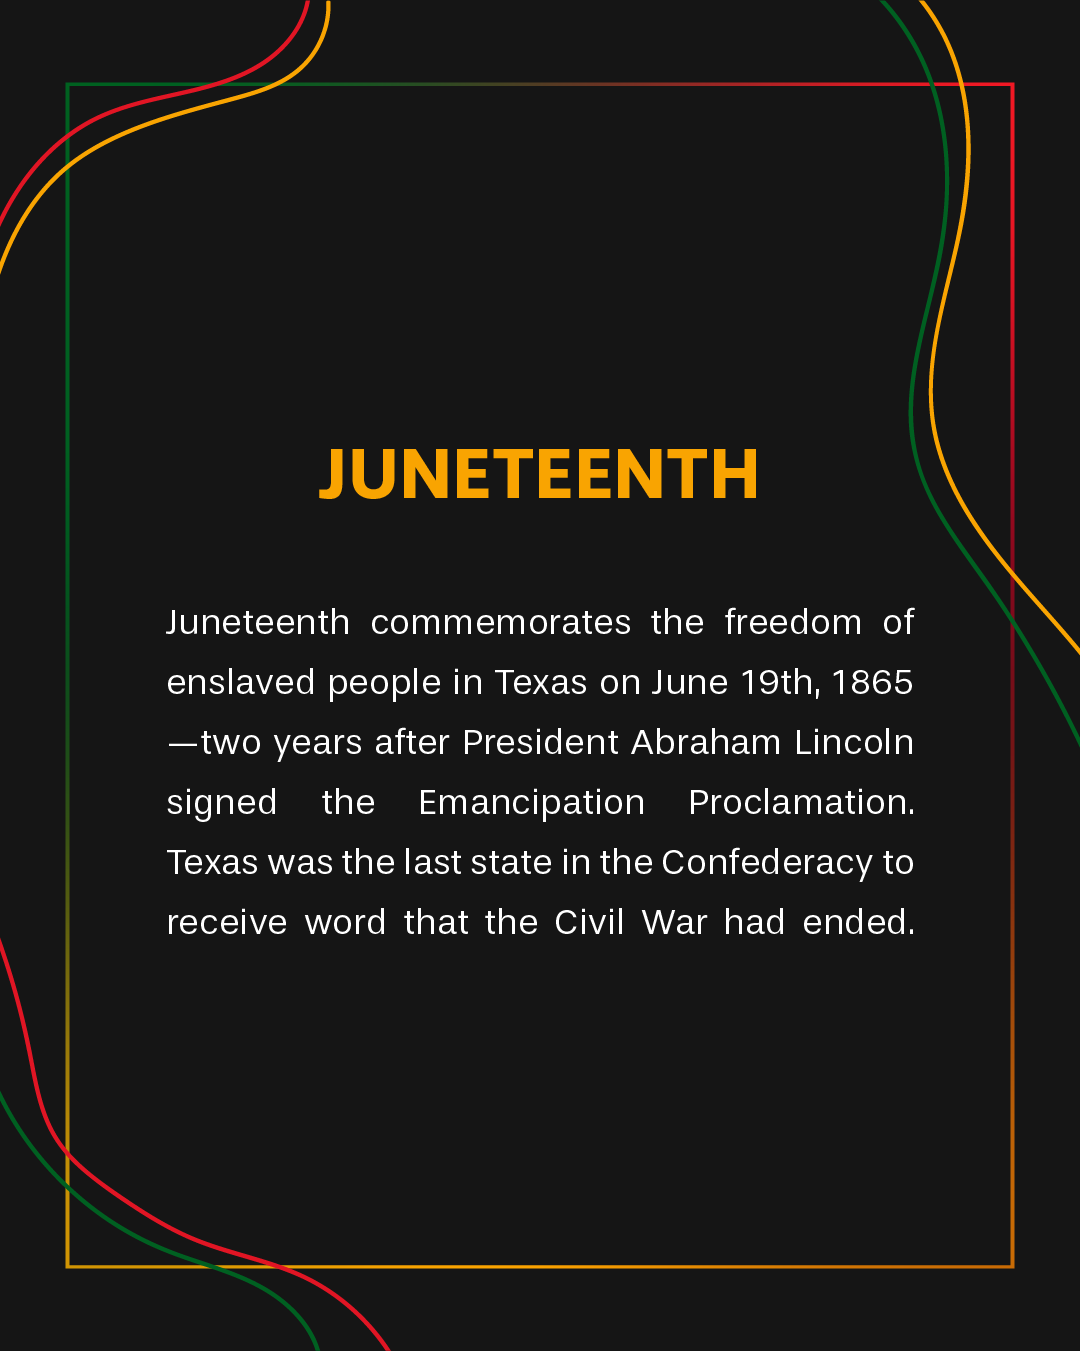 JUNETEENTH
Juneteenth commemorates the freedom of
enslaved people in Texas on June 19th, 1865
—two years after President Abraham Lincoln
signed the Emancipation Proclamation.
Texas was the last state in the Confederacy to
receive word that the Civil War had ended.